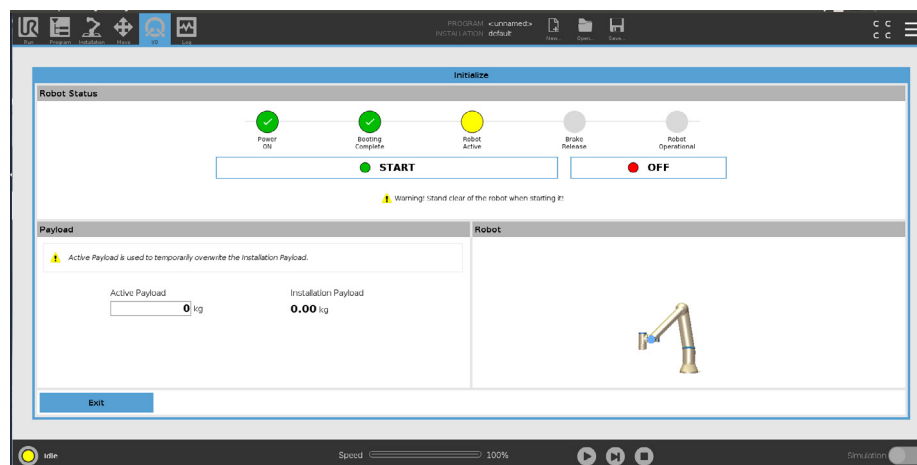 PROGRAM <unnamed>
INSTALLATION default
Run
Program
Installation
Move
I/O
Log
New...
Open...
Save...
C C
C C
Initialize
Robot Status
Power
ON
Booting
Complete
Robot
Active
Brake
Release
Robot
Operational
START
OFF
Warning! Stand clear of the robot when starting it!
Payload
Robot
Active Payload is used to temporarily overwrite the Installation Payload.
Active Payload
Installation Payload
0 kg
0.00 kg
Exit
Idle
Speed
100%
Simulation